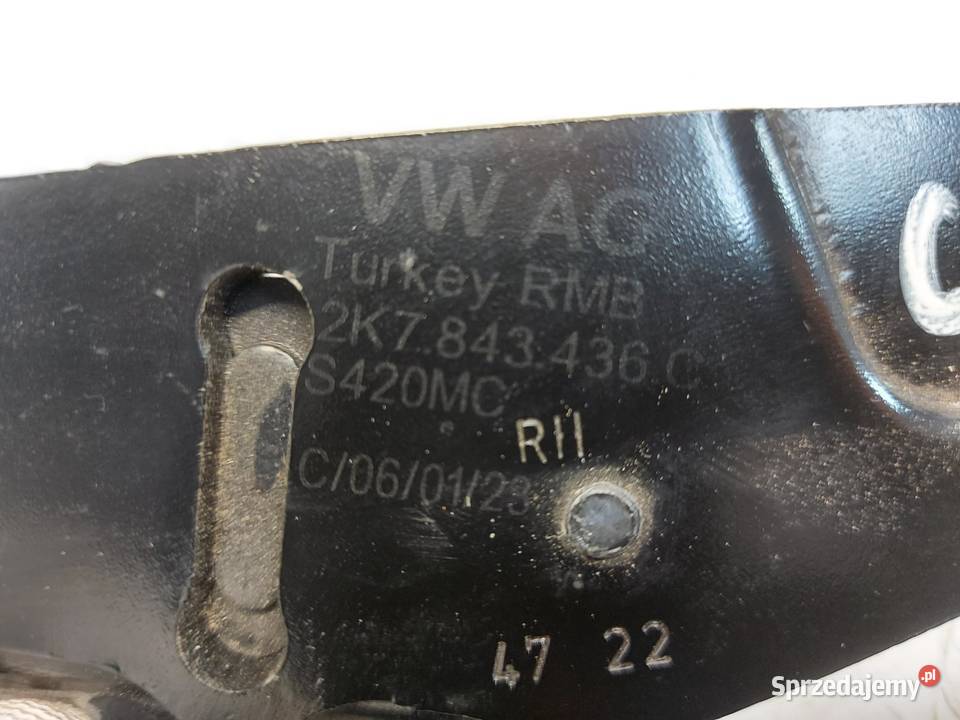 VW AG
Turkey RMB
2K7.843.436 C
S420MC
RII
C/06/01/23
47 22
Sprzedajemy.pl